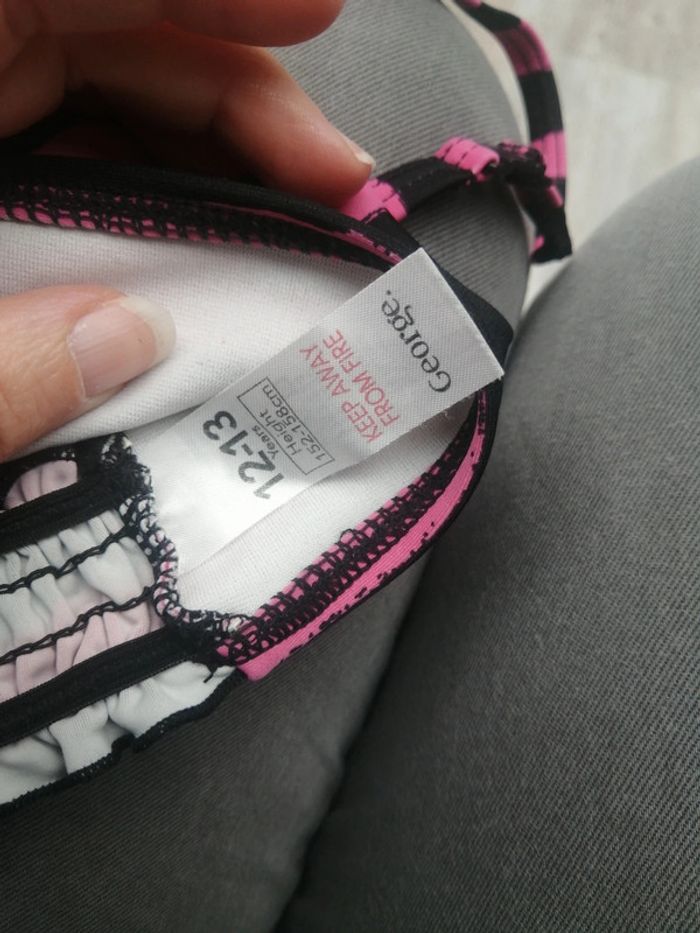 George.
KEEP AWAY
FROM FIRE
12-13
Years
Height
152-158cm